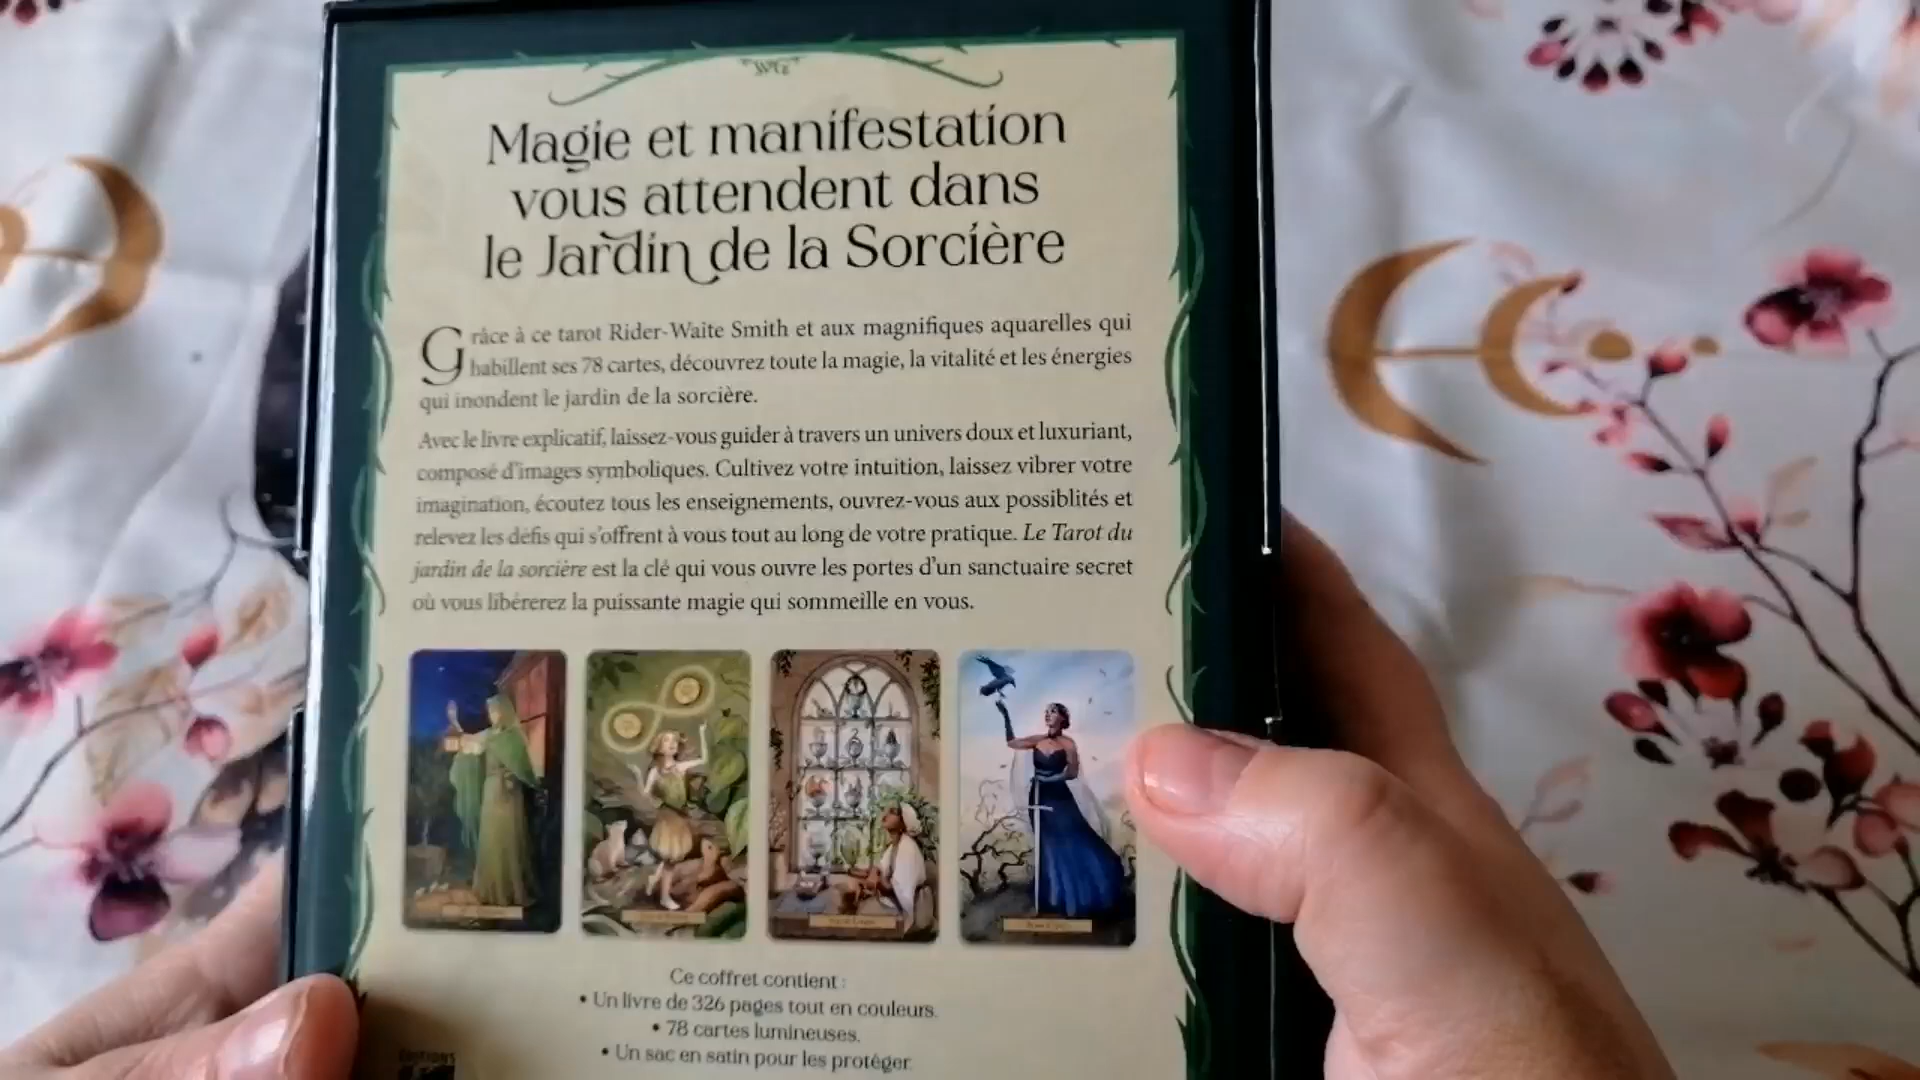 Magie et manifestation
vous attendent dans
le Jardin de la Sorcière
Grâce à ce tarot Rider-Waite Smith et aux magnifiques aquarelles qui
habillent ses 78 cartes, découvrez toute la magie, la vitalité et les énergies
qui inondent le jardin de la sorcière.
Avec le livre explicatif, laissez-vous guider à travers un univers doux et luxuriant,
composé d'images symboliques. Cultivez votre intuition, laissez vibrer votre
imagination, écoutez tous les enseignements, ouvrez-vous aux possiblités et
relevez les défis qui s'offrent à vous tout au long de votre pratique. Le Tarot du
jardin de la sorcière est la clé qui vous ouvre les portes d'un sanctuaire secret
où vous libérerez la puissante magie qui sommeille en vous.
Ce coffret contient :
• Un livre de 326 pages tout en couleurs.
• 78 cartes lumineuses.
• Un sac en satin pour les protéger.
ÉDITIONS